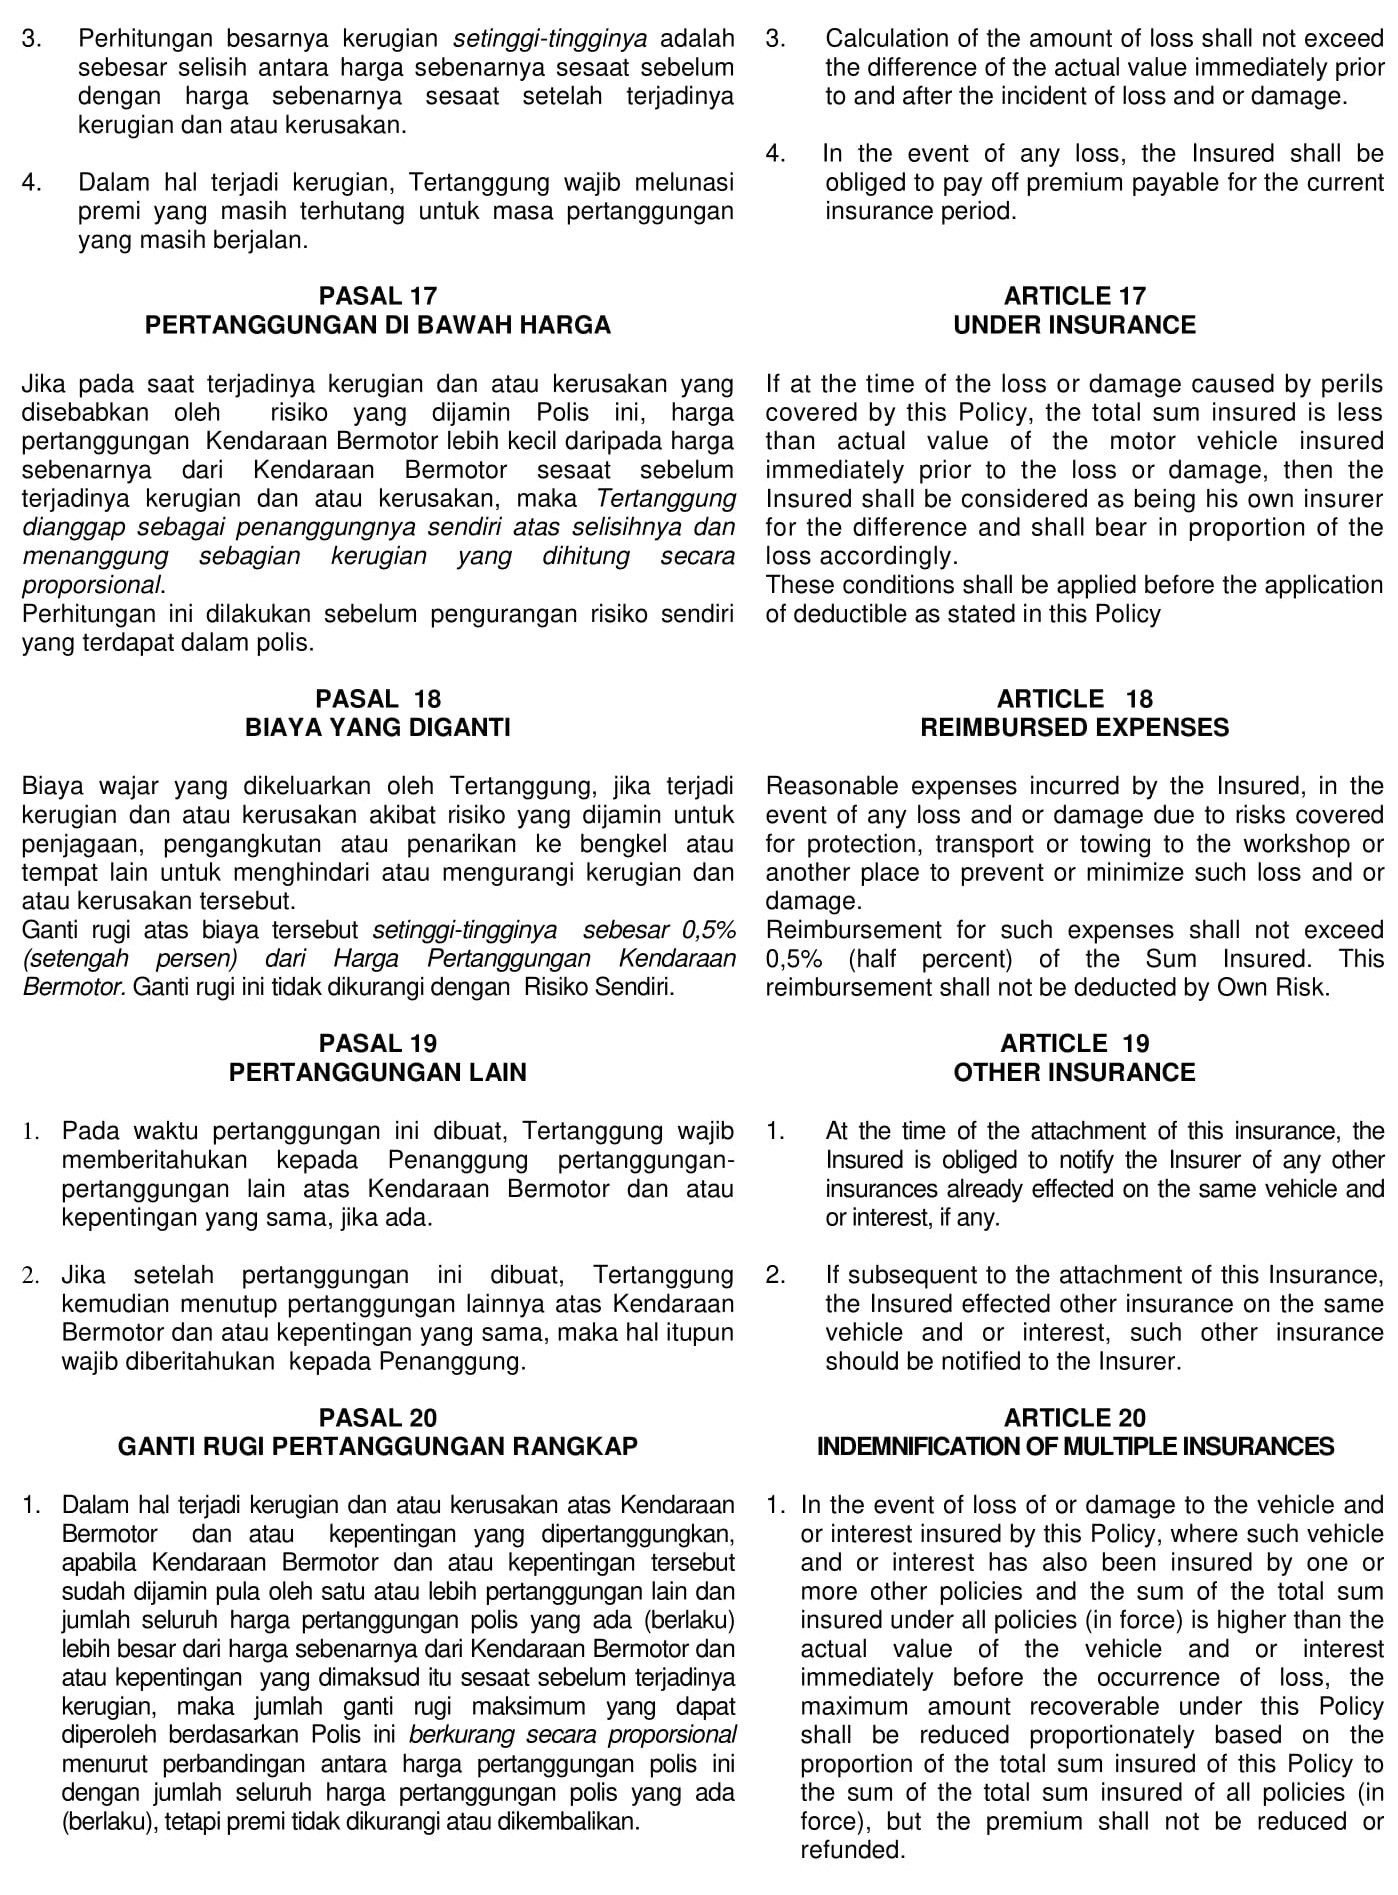 3. Perhitungan besarnya kerugian setinggi-tingginya adalah
sebesar selisih antara harga sebenarnya sesaat sebelum
dengan harga sebenarnya sesaat setelah terjadinya
kerugian dan atau kerusakan.
4. Dalam hal terjadi kerugian, Tertanggung wajib melunasi
premi yang masih terhutang untuk masa pertanggungan
yang masih berjalan.
PASAL 17
PERTANGGUNGAN DI BAWAH HARGA
Jika pada saat terjadinya kerugian dan atau kerusakan yang
disebabkan oleh risiko yang dijamin Polis ini, harga
pertanggungan Kendaraan Bermotor lebih kecil daripada harga
sebenarnya dari Kendaraan Bermotor sesaat sebelum
terjadinya kerugian dan atau kerusakan, maka Tertanggung
dianggap sebagai penanggungnya sendiri atas selisihnya dan
menanggung sebagian kerugian yang dihitung secara
proporsional.
Perhitungan ini dilakukan sebelum pengurangan risiko sendiri
yang terdapat dalam polis.
PASAL 18
BIAYA YANG DIGANTI
Biaya wajar yang dikeluarkan oleh Tertanggung, jika terjadi
kerugian dan atau kerusakan akibat risiko yang dijamin untuk
penjagaan, pengangkutan atau penarikan ke bengkel atau
tempat lain untuk menghindari atau mengurangi kerugian dan
atau kerusakan tersebut.
Ganti rugi atas biaya tersebut setinggi-tingginya sebesar 0,5%
(setengah persen) dari Harga Pertanggungan Kendaraan
Bermotor. Ganti rugi ini tidak dikurangi dengan Risiko Sendiri.
PASAL 19
PERTANGGUNGAN LAIN
1. Pada waktu pertanggungan ini dibuat, Tertanggung wajib
memberitahukan kepada Penanggung pertanggungan-
pertanggungan lain atas Kendaraan Bermotor dan atau
kepentingan yang sama, jika ada.
2. Jika setelah pertanggungan ini dibuat, Tertanggung
kemudian menutup pertanggungan lainnya atas Kendaraan
Bermotor dan atau kepentingan yang sama, maka hal itupun
wajib diberitahukan kepada Penanggung.
PASAL 20
GANTI RUGI PERTANGGUNGAN RANGKAP
1. Dalam hal terjadi kerugian dan atau kerusakan atas Kendaraan
Bermotor dan atau kepentingan yang dipertanggungkan,
apabila Kendaraan Bermotor dan atau kepentingan tersebut
sudah dijamin pula oleh satu atau lebih pertanggungan lain dan
jumlah seluruh harga pertanggungan polis yang ada (berlaku)
lebih besar dari harga sebenarnya dari Kendaraan Bermotor dan
atau kepentingan yang dimaksud itu sesaat sebelum terjadinya
kerugian, maka jumlah ganti rugi maksimum yang dapat
diperoleh berdasarkan Polis ini berkurang secara proporsional
menurut perbandingan antara harga pertanggungan polis ini
dengan jumlah seluruh harga pertanggungan polis yang ada
(berlaku), tetapi premi tidak dikurangi atau dikembalikan.
3. Calculation of the amount of loss shall not exceed
the difference of the actual value immediately prior
to and after the incident of loss and or damage.
4. In the event of any loss, the Insured shall be
obliged to pay off premium payable for the current
insurance period.
ARTICLE 17
UNDER INSURANCE
If at the time of the loss or damage caused by perils
covered by this Policy, the total sum insured is less
than actual value of the motor vehicle insured
immediately prior to the loss or damage, then the
Insured shall be considered as being his own insurer
for the difference and shall bear in proportion of the
loss accordingly.
These conditions shall be applied before the application
of deductible as stated in this Policy
ARTICLE 18
REIMBURSED EXPENSES
Reasonable expenses incurred by the Insured, in the
event of any loss and or damage due to risks covered
for protection, transport or towing to the workshop or
another place to prevent or minimize such loss and or
damage.
Reimbursement for such expenses shall not exceed
0,5% (half percent) of the Sum Insured. This
reimbursement shall not be deducted by Own Risk.
ARTICLE 19
OTHER INSURANCE
1. At the time of the attachment of this insurance, the
Insured is obliged to notify the Insurer of any other
insurances already effected on the same vehicle and
or interest, if any.
2. If subsequent to the attachment of this Insurance,
the Insured effected other insurance on the same
vehicle and or interest, such other insurance
should be notified to the Insurer.
ARTICLE 20
INDEMNIFICATION OF MULTIPLE INSURANCES
1. In the event of loss of or damage to the vehicle and
or interest insured by this Policy, where such vehicle
and or interest has also been insured by one or
more other policies and the sum of the total sum
insured under all policies (in force) is higher than the
actual value of the vehicle and or interest
immediately before the occurrence of loss, the
maximum amount recoverable under this Policy
shall be reduced proportionately based on the
proportion of the total sum insured of this Policy to
the sum of the total sum insured of all policies (in
force), but the premium shall not be reduced or
refunded.